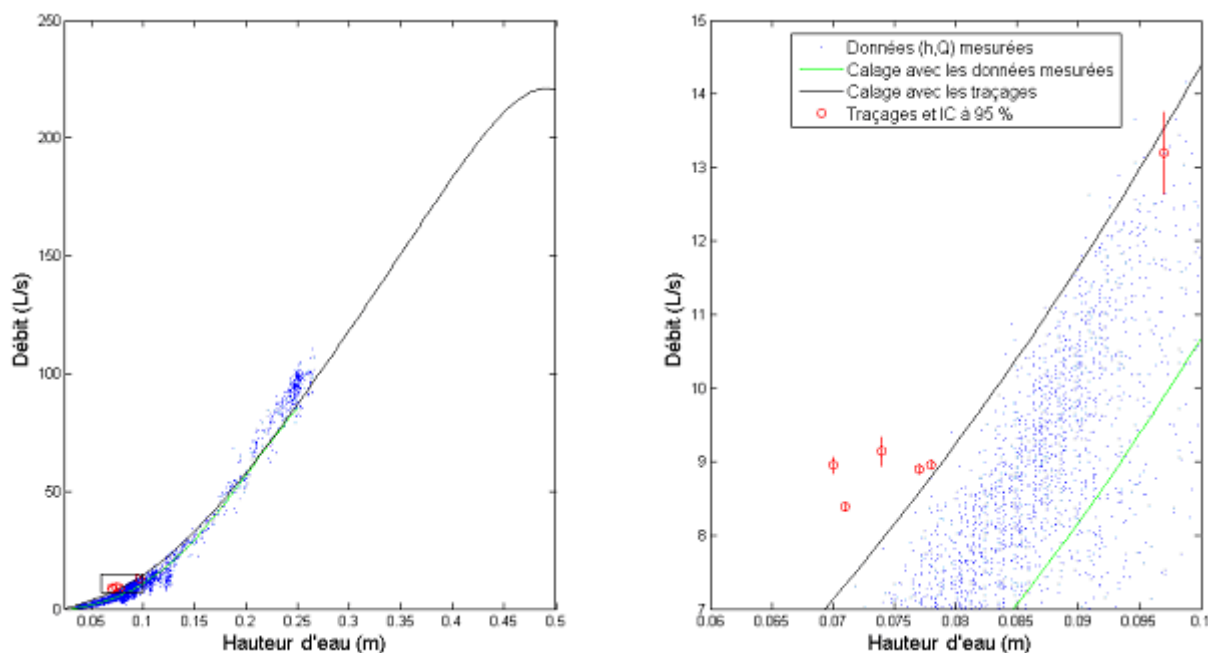 250
200
150
100
50
0
Débit (L/s)
0.05 0.1 0.15 0.2 0.25 0.3 0.35 0.4 0.45 0.5
Hauteur d'eau (m)
15
14
13
12
11
10
9
8
7
Débit (L/s)
Données (h,Q) mesurées
Calage avec les données mesurées
Calage avec les traçages
Traçages et IC à 95 %
0.06 0.065 0.07 0.075 0.08 0.085 0.09 0.095 0.1
Hauteur d'eau (m)